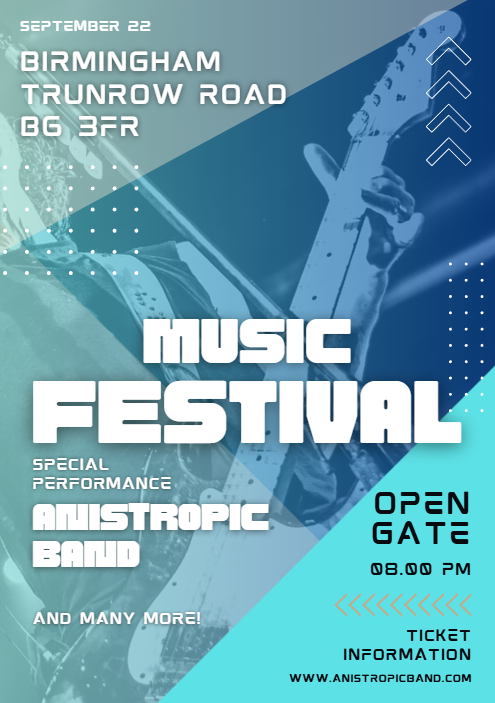 SEPTEMBER 22
BIRMINGHAM
TRUNROW ROAD
B6 3FR
MUSIC
FESTIVAL
SPECIAL
PERFORMANCE
ANISTROPIC
BAND
AND MANY MORE!
OPEN
GATE
08.00 PM
TICKET
INFORMATION
WWW.ANISTROPICBAND.COM